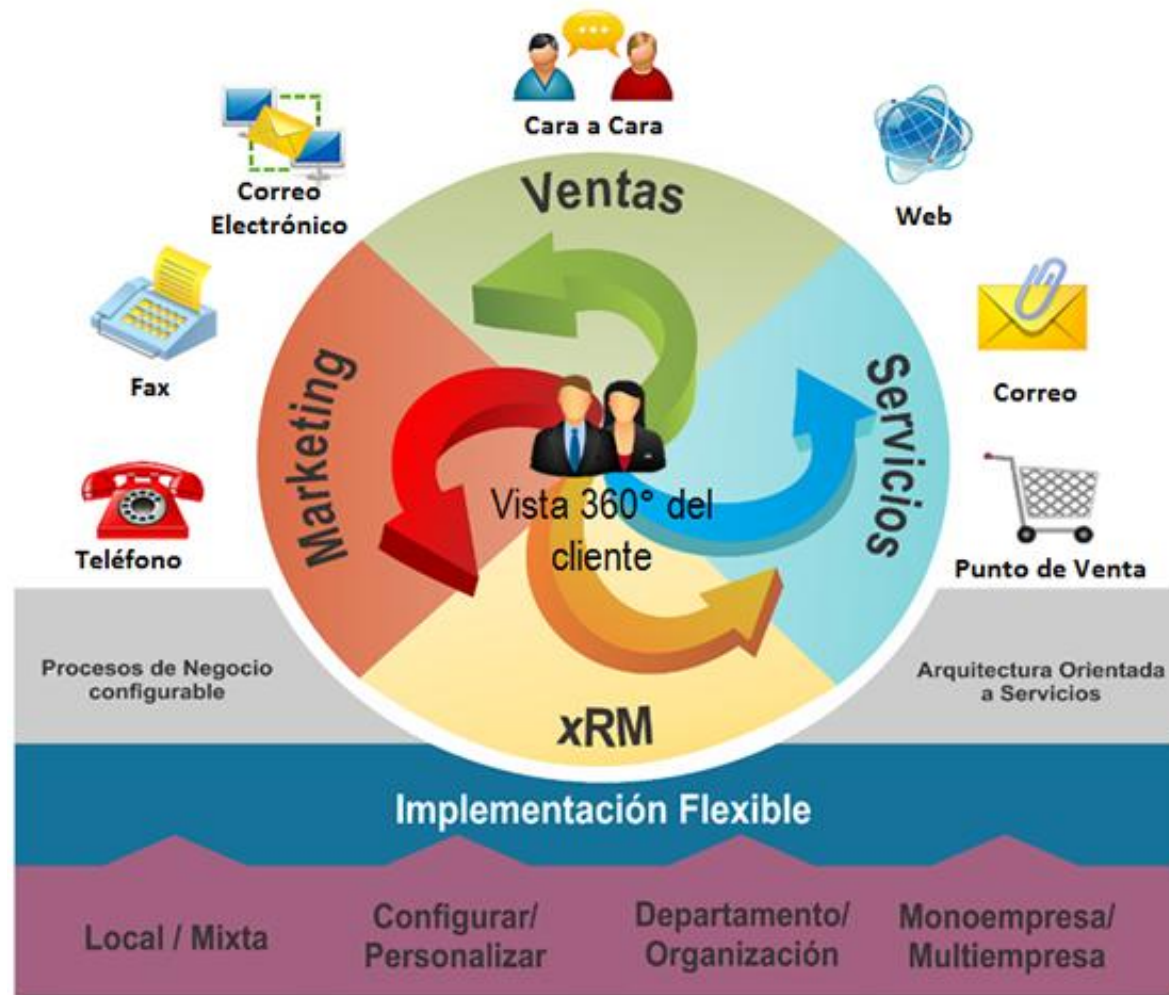 Cara a Cara
Correo
Electrónico
Web
Fax
Correo
Teléfono
Punto de Venta
Ventas
Marketing
Servicios
Vista 360° del
cliente
xRM
Procesos de Negocio
configurable
Arquitectura Orientada
a Servicios
Implementación Flexible
Local / Mixta
Configurar/
Personalizar
Departamento/
Organización
Monoempresa/
Multiempresa